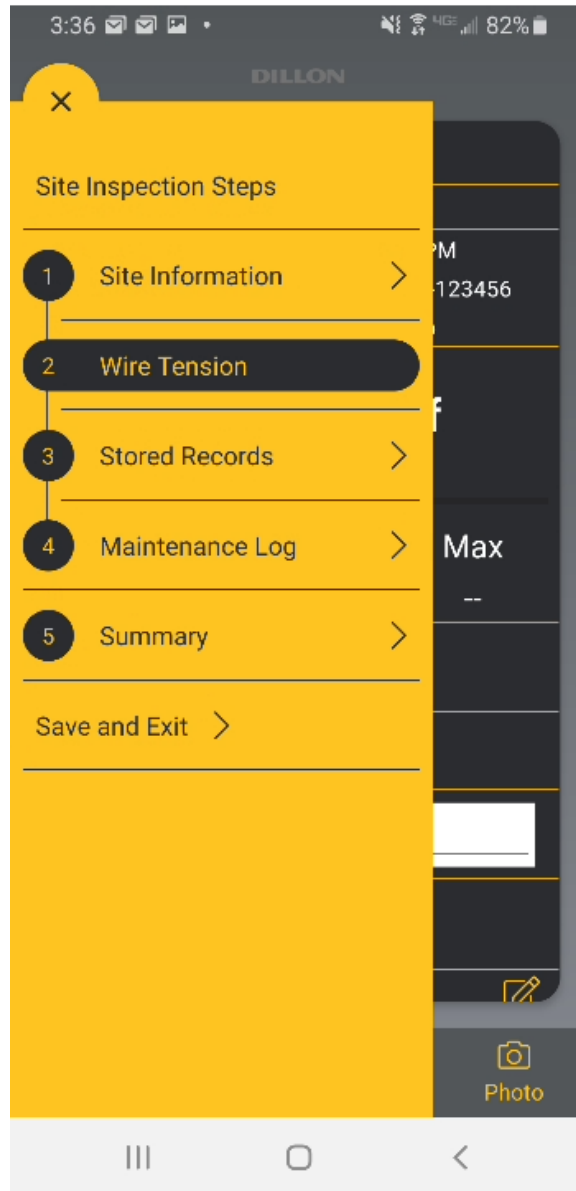 3:36 4GE 82%
DILLON
Site Inspection Steps
1 Site Information
PM
-123456
2 Wire Tension
f
3 Stored Records
4 Maintenance Log
Max
--
5 Summary
Save and Exit
Photo